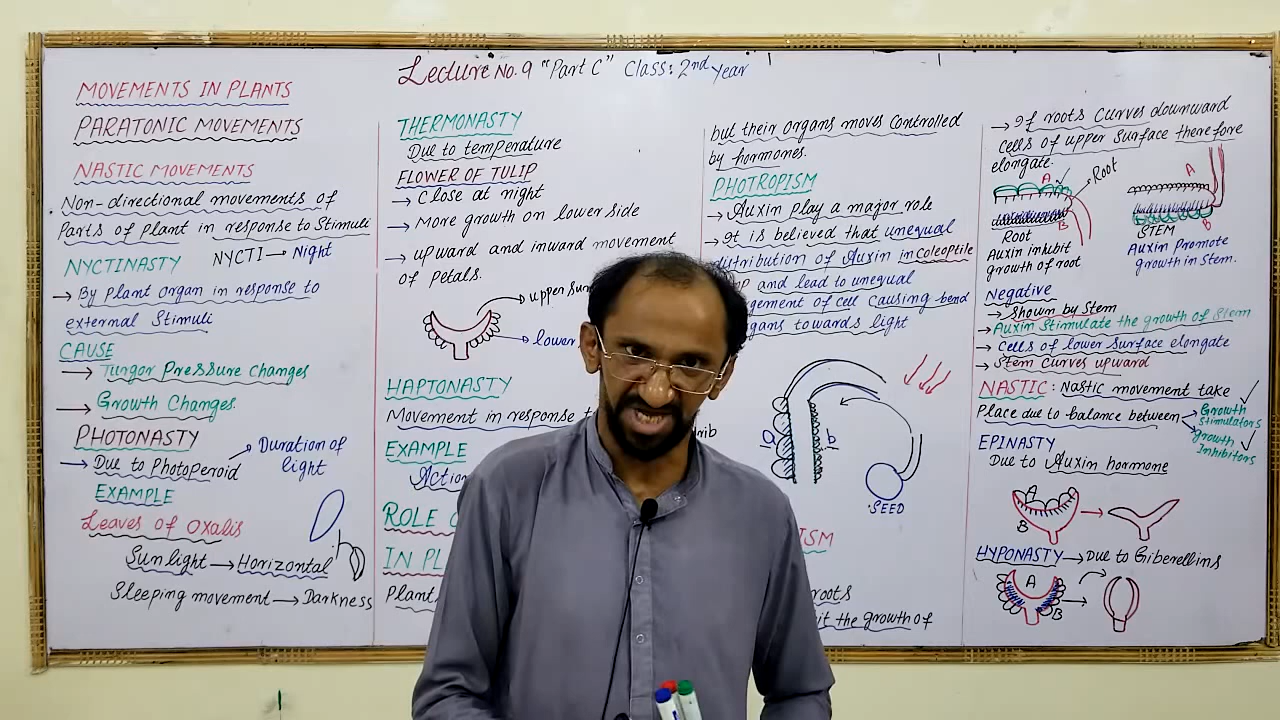 Lecture No. 9 "Part C" Class: 2nd Year
MOVEMENTS IN PLANTS
PARATONIC MOVEMENTS
NASTIC MOVEMENTS
Non-directional movements of
Parts of plant in response to Stimuli
NYCTINASTY NYCTI → Night
→ By Plant organ in response to
external Stimuli
CAUSE
→ Turgor Pressure changes
→ Growth Changes.
PHOTONASTY
→ Due to Photoperoid
Duration of
light
EXAMPLE
Leaves of Oxalis
Sunlight → Horizontal
Sleeping movement → Darkness
THERMONASTY
Due to temperature
FLOWER OF TULIP
→ Close at night
→ More growth on lower side
→ upward and inward movement
of petals.
upper
lower
HAPTONASTY
Movement in response
EXAMPLE
Action
ROLE
IN PL
Plant
but their organs moves controlled
by hormones.
PHOTROPISM
→ Auxin play a major role
→ It is believed that unequal
distribution of Auxin in coleoptile
and lead to unequal
of cell causing bend
towards light
a
b
SEED
ISM
roots
it the growth of
→ If roots curves downward
cells of upper surface therefore
elongate.
A
Root
B
Root
Auxin inhibit
growth of root
A
B
STEM
Auxin Promote
growth in Stem.
Negative
→ Shown by Stem
→ Auxin Stimulate the growth of Stem
→ Cells of lower Surface elongate
→ Stem Curves upward
NASTIC: Nastic movement take
Place due to balance between
Growth
Stimulators
growth
Inhibitors
EPINASTY
Due to Auxin hormone
A
B
HYPONASTY → Due to Giberellins
A
B